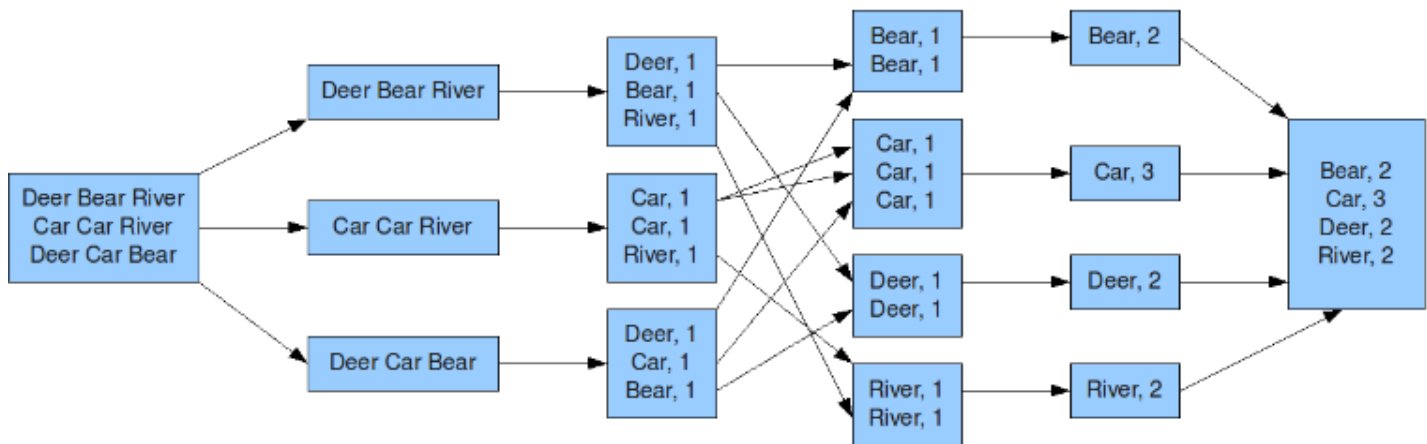 Deer Bear River
Car Car River
Deer Car Bear
Deer Bear River
Car Car River
Deer Car Bear
Deer, 1
Bear, 1
River, 1
Car, 1
Car, 1
River, 1
Deer, 1
Car, 1
Bear, 1
Bear, 1
Bear, 1
Car, 1
Car, 1
Car, 1
Deer, 1
Deer, 1
River, 1
River, 1
Bear, 2
Car, 3
Deer, 2
River, 2
Bear, 2
Car, 3
Deer, 2
River, 2